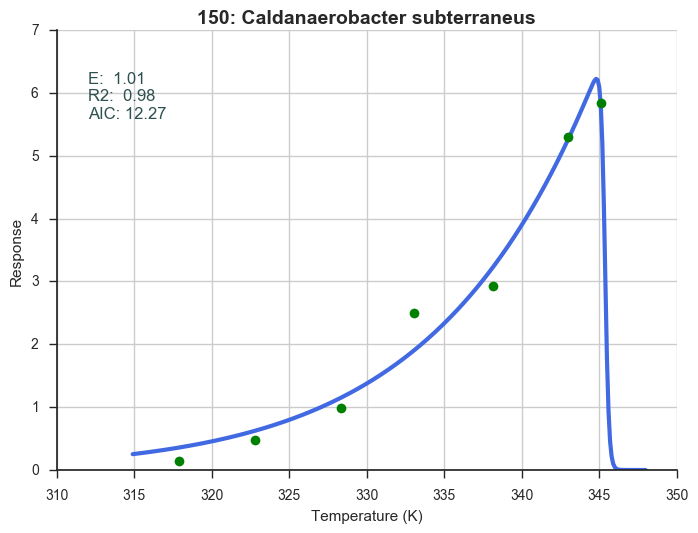 150: Caldanaerobacter subterraneus
E:  1.01
R2:  0.98
AIC: 12.27
Response
7
6
5
4
3
2
1
0
310 315 320 325 330 335 340 345 350
Temperature (K)